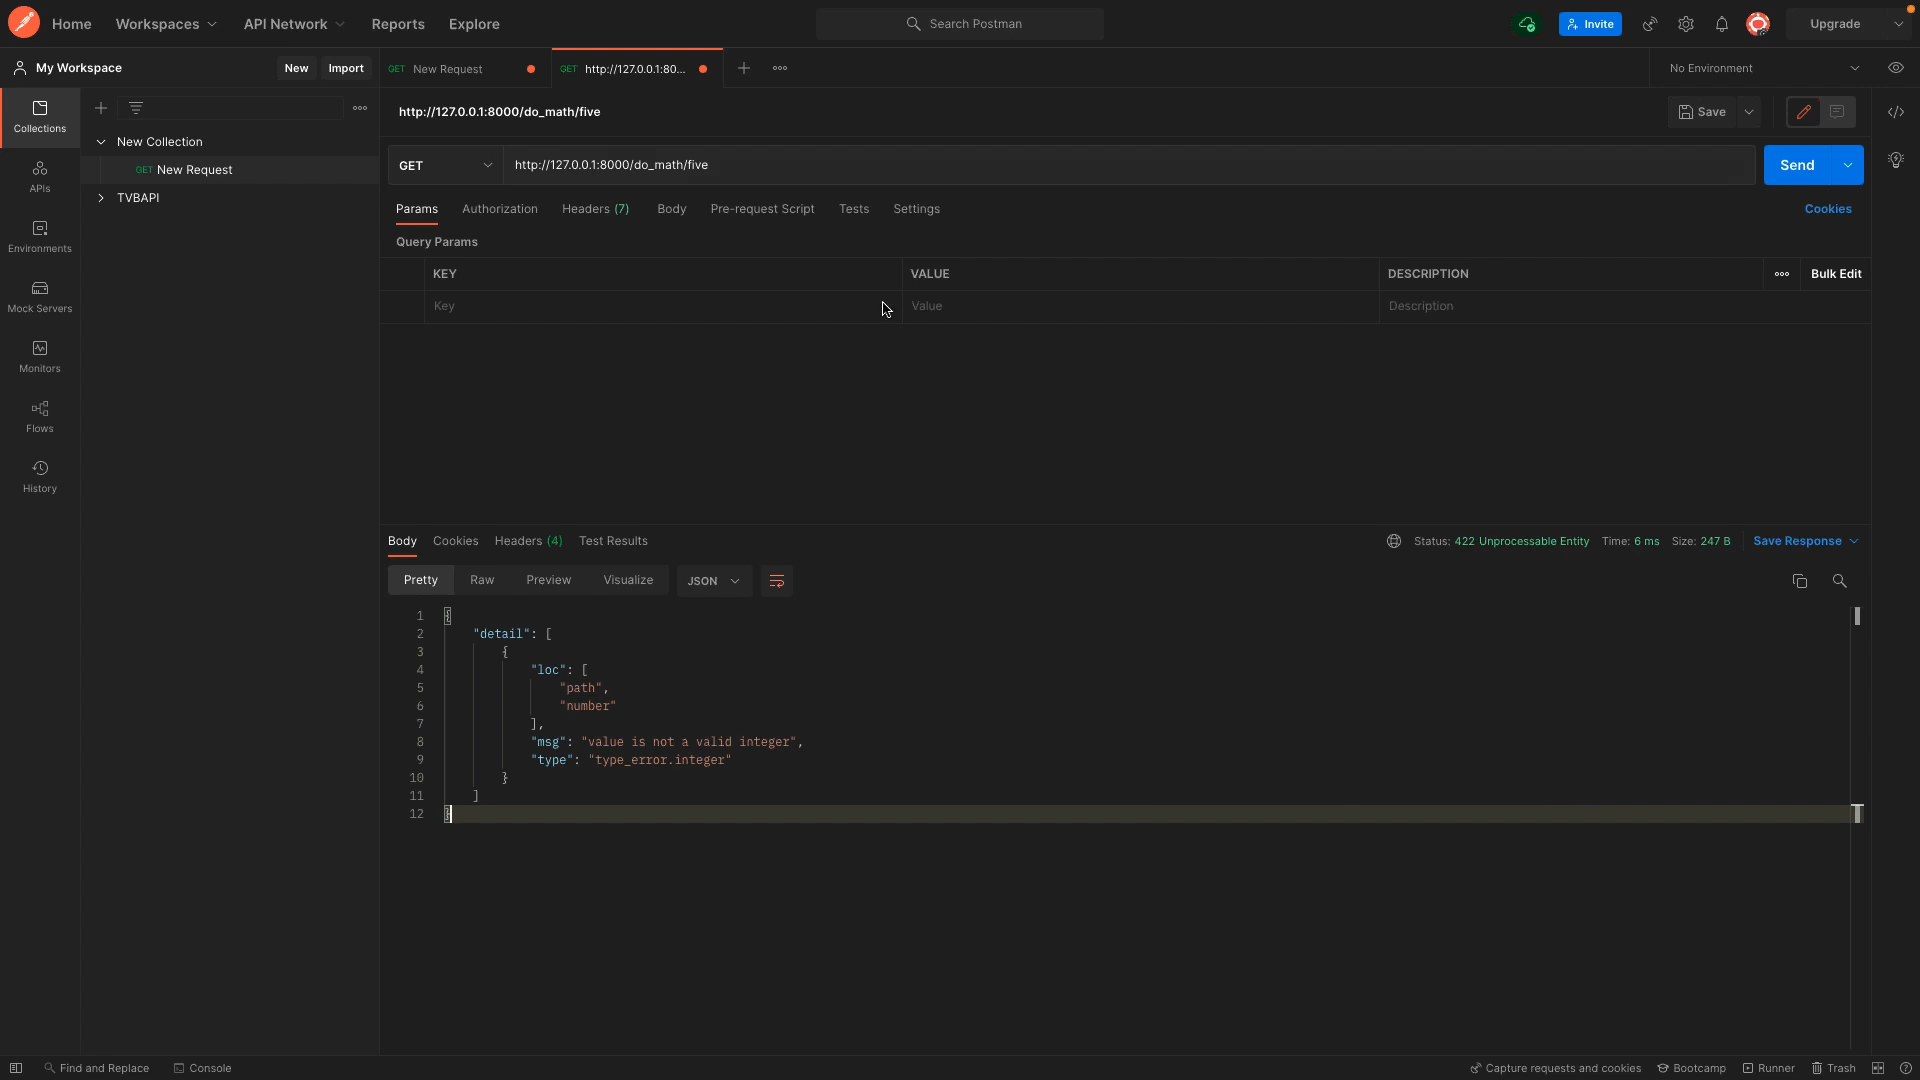 Home
Workspaces
API Network
Reports
Explore
Search Postman
Invite
Upgrade
My Workspace
New
Import
GET New Request
GET http://127.0.0.1:80...
No Environment
Collections
APIs
Environments
Mock Servers
Monitors
Flows
History
New Collection
GET New Request
TVBAPI
http://127.0.0.1:8000/do_math/five
Save
GET
http://127.0.0.1:8000/do_math/five
Send
Params
Authorization
Headers (7)
Body
Pre-request Script
Tests
Settings
Cookies
Query Params
KEY
VALUE
DESCRIPTION
Bulk Edit
Key
Value
Description
Body
Cookies
Headers (4)
Test Results
Status: 422 Unprocessable Entity
Time: 6 ms
Size: 247 B
Save Response
Pretty
Raw
Preview
Visualize
JSON
1 {
2 "detail": [
3 {
4 "loc": [
5 "path",
6 "number"
7 ],
8 "msg": "value is not a valid integer",
9 "type": "type_error.integer"
10 }
11 ]
12 }
Find and Replace
Console
Capture requests and cookies
Bootcamp
Runner
Trash